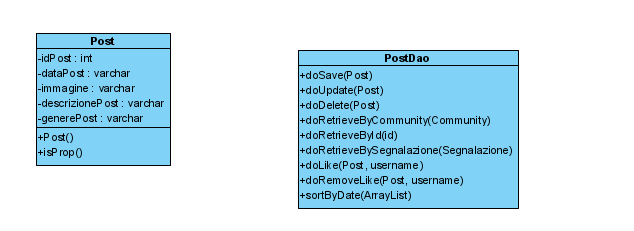 Post
-idPost : int
-dataPost : varchar
-immagine : varchar
-descrizionePost : varchar
-generePost : varchar
+Post()
+isProp()
PostDao
+doSave(Post)
+doUpdate(Post)
+doDelete(Post)
+doRetrieveByCommunity(Community)
+doRetrieveById(id)
+doRetrieveBySegnalazione(Segnalazione)
+doLike(Post, username)
+doRemoveLike(Post, username)
+sortByDate(ArrayList)